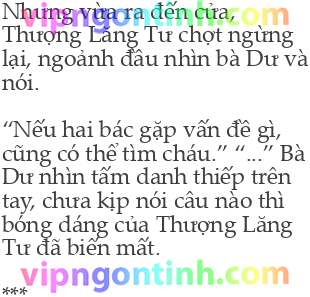 Nhưng vừa ra đến cửa,
vipngontinh.com
Thượng Lăng Tư chợt ngừng
lại, ngoảnh đầu nhìn bà Dư và
nói.
“Nếu hai bác gặp vấn đề gì,
cũng có thể tìm cháu.” “...” Bà
Dư nhìn tấm danh thiếp trên
tay, chưa kịp nói câu nào thì
bóng dáng của Thượng Lăng
Tư đã biến mất.
vipngontinh.com
***